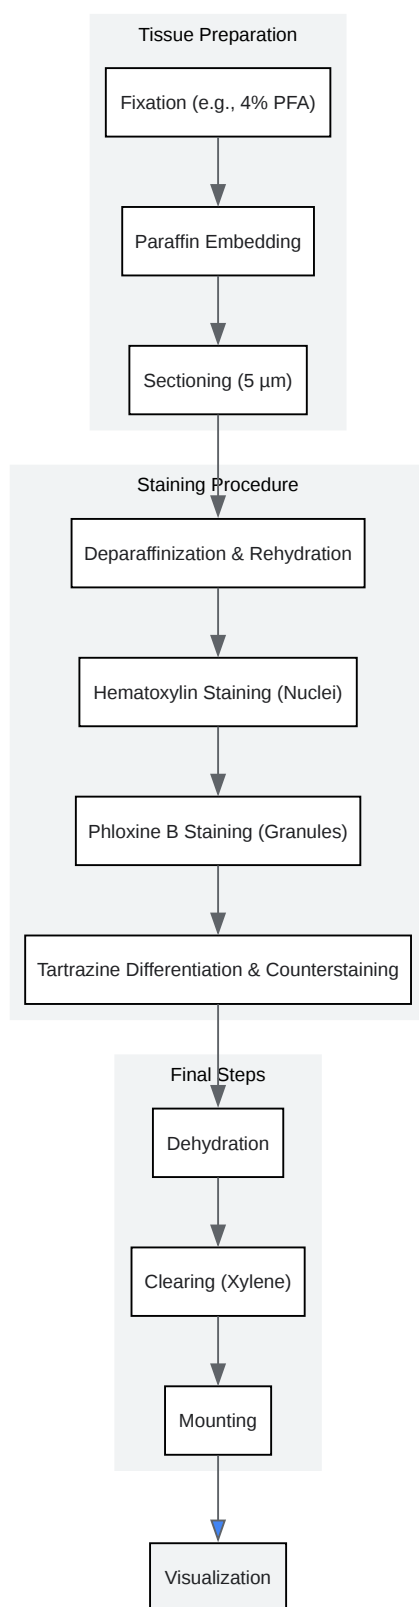 Tissue Preparation
Fixation (e.g., 4% PFA)
Paraffin Embedding
Sectioning (5 µm)
Staining Procedure
Deparaffinization & Rehydration
Hematoxylin Staining (Nuclei)
Phloxine B Staining (Granules)
Tartrazine Differentiation & Counterstaining
Final Steps
Dehydration
Clearing (Xylene)
Mounting
Visualization